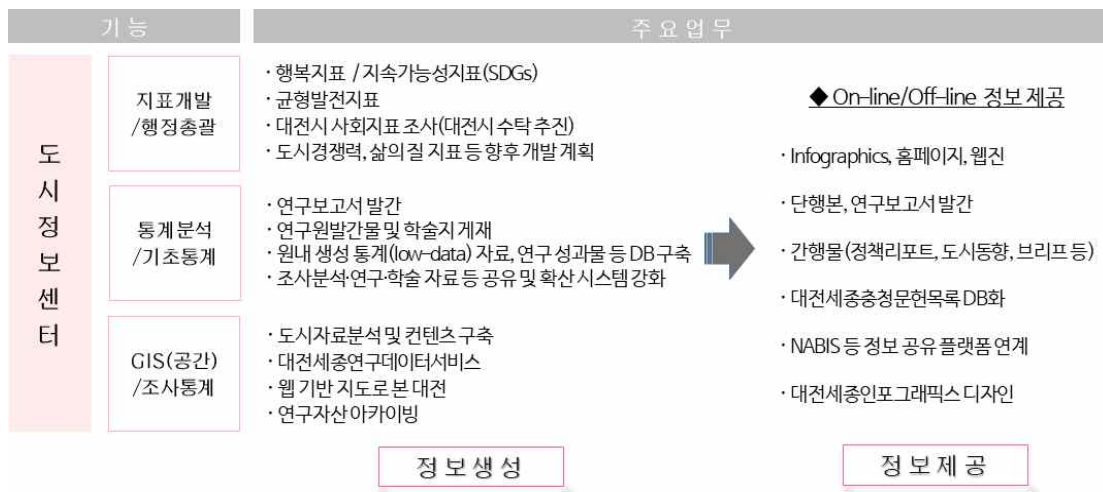 기능
주요업무
도시정보센터
지표개발
/행정총괄
· 행복지표 / 지속가능성지표(SDGs)
· 균형발전지표
· 대전시 사회지표 조사(대전시 수탁 추진)
· 도시경쟁력, 삶의 질 지표 등 향후 개발 계획
통계분석
/기초통계
· 연구보고서 발간
· 연구원발간물 및 학술지 게재
· 원내 생성 통계(low-data) 자료, 연구 성과물 등 DB 구축
· 조사분석·연구·학술 자료 등 공유 및 확산 시스템 강화
GIS(공간)
/조사통계
· 도시자료분석 및 컨텐츠 구축
· 대전세종연구데이터서비스
· 웹 기반 지도로 본 대전
· 연구자산 아카이빙
정보생성
◆ On-line/Off-line 정보 제공
· Infographics, 홈페이지, 웹진
· 단행본, 연구보고서 발간
· 간행물(정책리포트, 도시동향, 브리프 등)
· 대전세종충청문헌목록 DB화
· NABIS 등 정보 공유 플랫폼 연계
· 대전세종인포그래픽스 디자인
정보제공